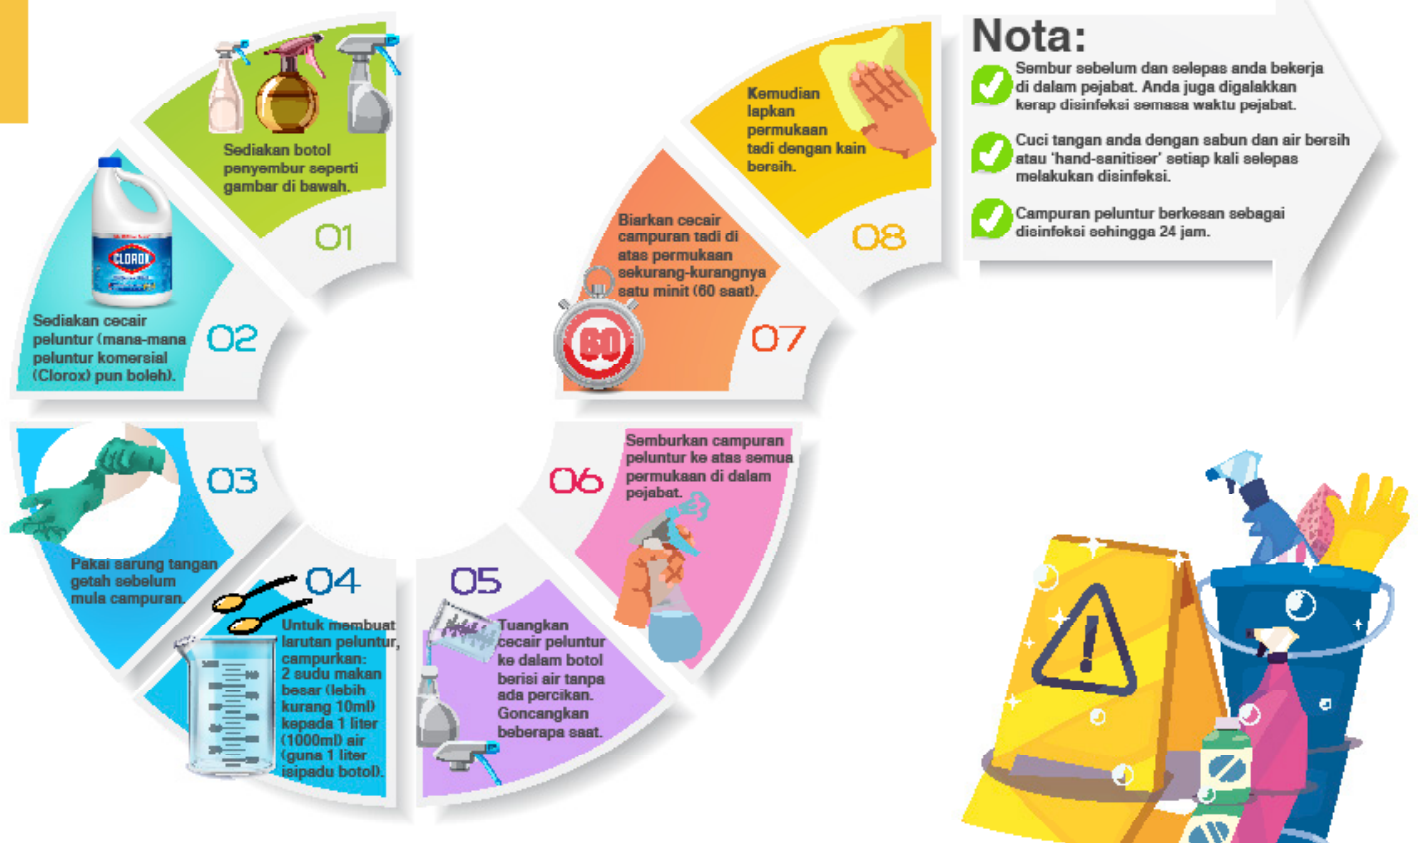 Sediakan botol
penyembur seperti
gambar di bawah.
01
CLOROX
Sediakan cecair
peluntur (mana-mana
peluntur komersial
(Clorox) pun boleh).
02
03
Pakai sarung tangan
getah sebelum
mula campuran.
04
Untuk membuat
larutan peluntur,
campurkan:
2 sudu makan
besar (lebih
kurang 10ml)
kepada 1 liter
(1000ml) air
(guna 1 liter
isipadu botol).
05
Tuangkan
cecair peluntur
ke dalam botol
berisi air tanpa
ada percikan.
Goncangkan
beberapa saat.
06
Semburkan campuran
peluntur ke atas semua
permukaan di dalam
pejabat.
Biarkan cecair
campuran tadi di
atas permukaan
sekurang-kurangnya
satu minit (60 saat).
60
07
Kemudian
lapkan
permukaan
tadi dengan kain
bersih.
08
Nota:
Sembur sebelum dan selepas anda bekerja
di dalam pejabat. Anda juga digalakkan
kerap disinfeksi semasa waktu pejabat.
Cuci tangan anda dengan sabun dan air bersih
atau 'hand-sanitiser' setiap kali selepas
melakukan disinfeksi.
Campuran peluntur berkesan sebagai
disinfeksi sehingga 24 jam.